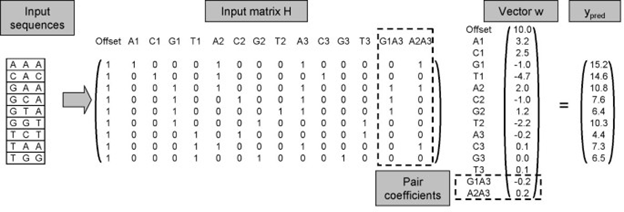 Input
sequences
A A A
C A C
G A A
G C A
G T A
G G T
T C T
T A A
T G G
Input matrix H
Offset A1 C1 G1 T1 A2 C2 G2 T2 A3 C3 G3 T3 G1A3 A2A3
1 1 0 0 0 1 0 0 0 1 0 0 0 0 1
1 0 1 0 0 1 0 0 0 0 1 0 0 0 0
1 0 0 1 0 1 0 0 0 1 0 0 0 1 1
1 0 0 1 0 0 1 0 0 1 0 0 0 1 0
1 0 0 1 0 0 0 0 1 1 0 0 0 1 0
1 0 0 1 0 0 0 1 0 0 0 0 1 0 0
1 0 0 0 1 0 1 0 0 0 0 0 1 0 0
1 0 0 0 1 1 0 0 0 1 0 0 0 0 1
1 0 0 0 1 0 0 1 0 0 0 1 0 0 0
Pair
coefficients
Vector w
Offset 10.0
A1 3.2
C1 2.5
G1 -1.0
T1 -4.7
A2 2.0
C2 -1.0
G2 1.2
T2 -2.2
A3 -0.2
C3 0.1
G3 0.0
T3 0.1
G1A3 -0.2
A2A3 0.2
=
ypred
15.2
14.6
10.8
7.6
6.4
10.3
4.4
7.3
6.5